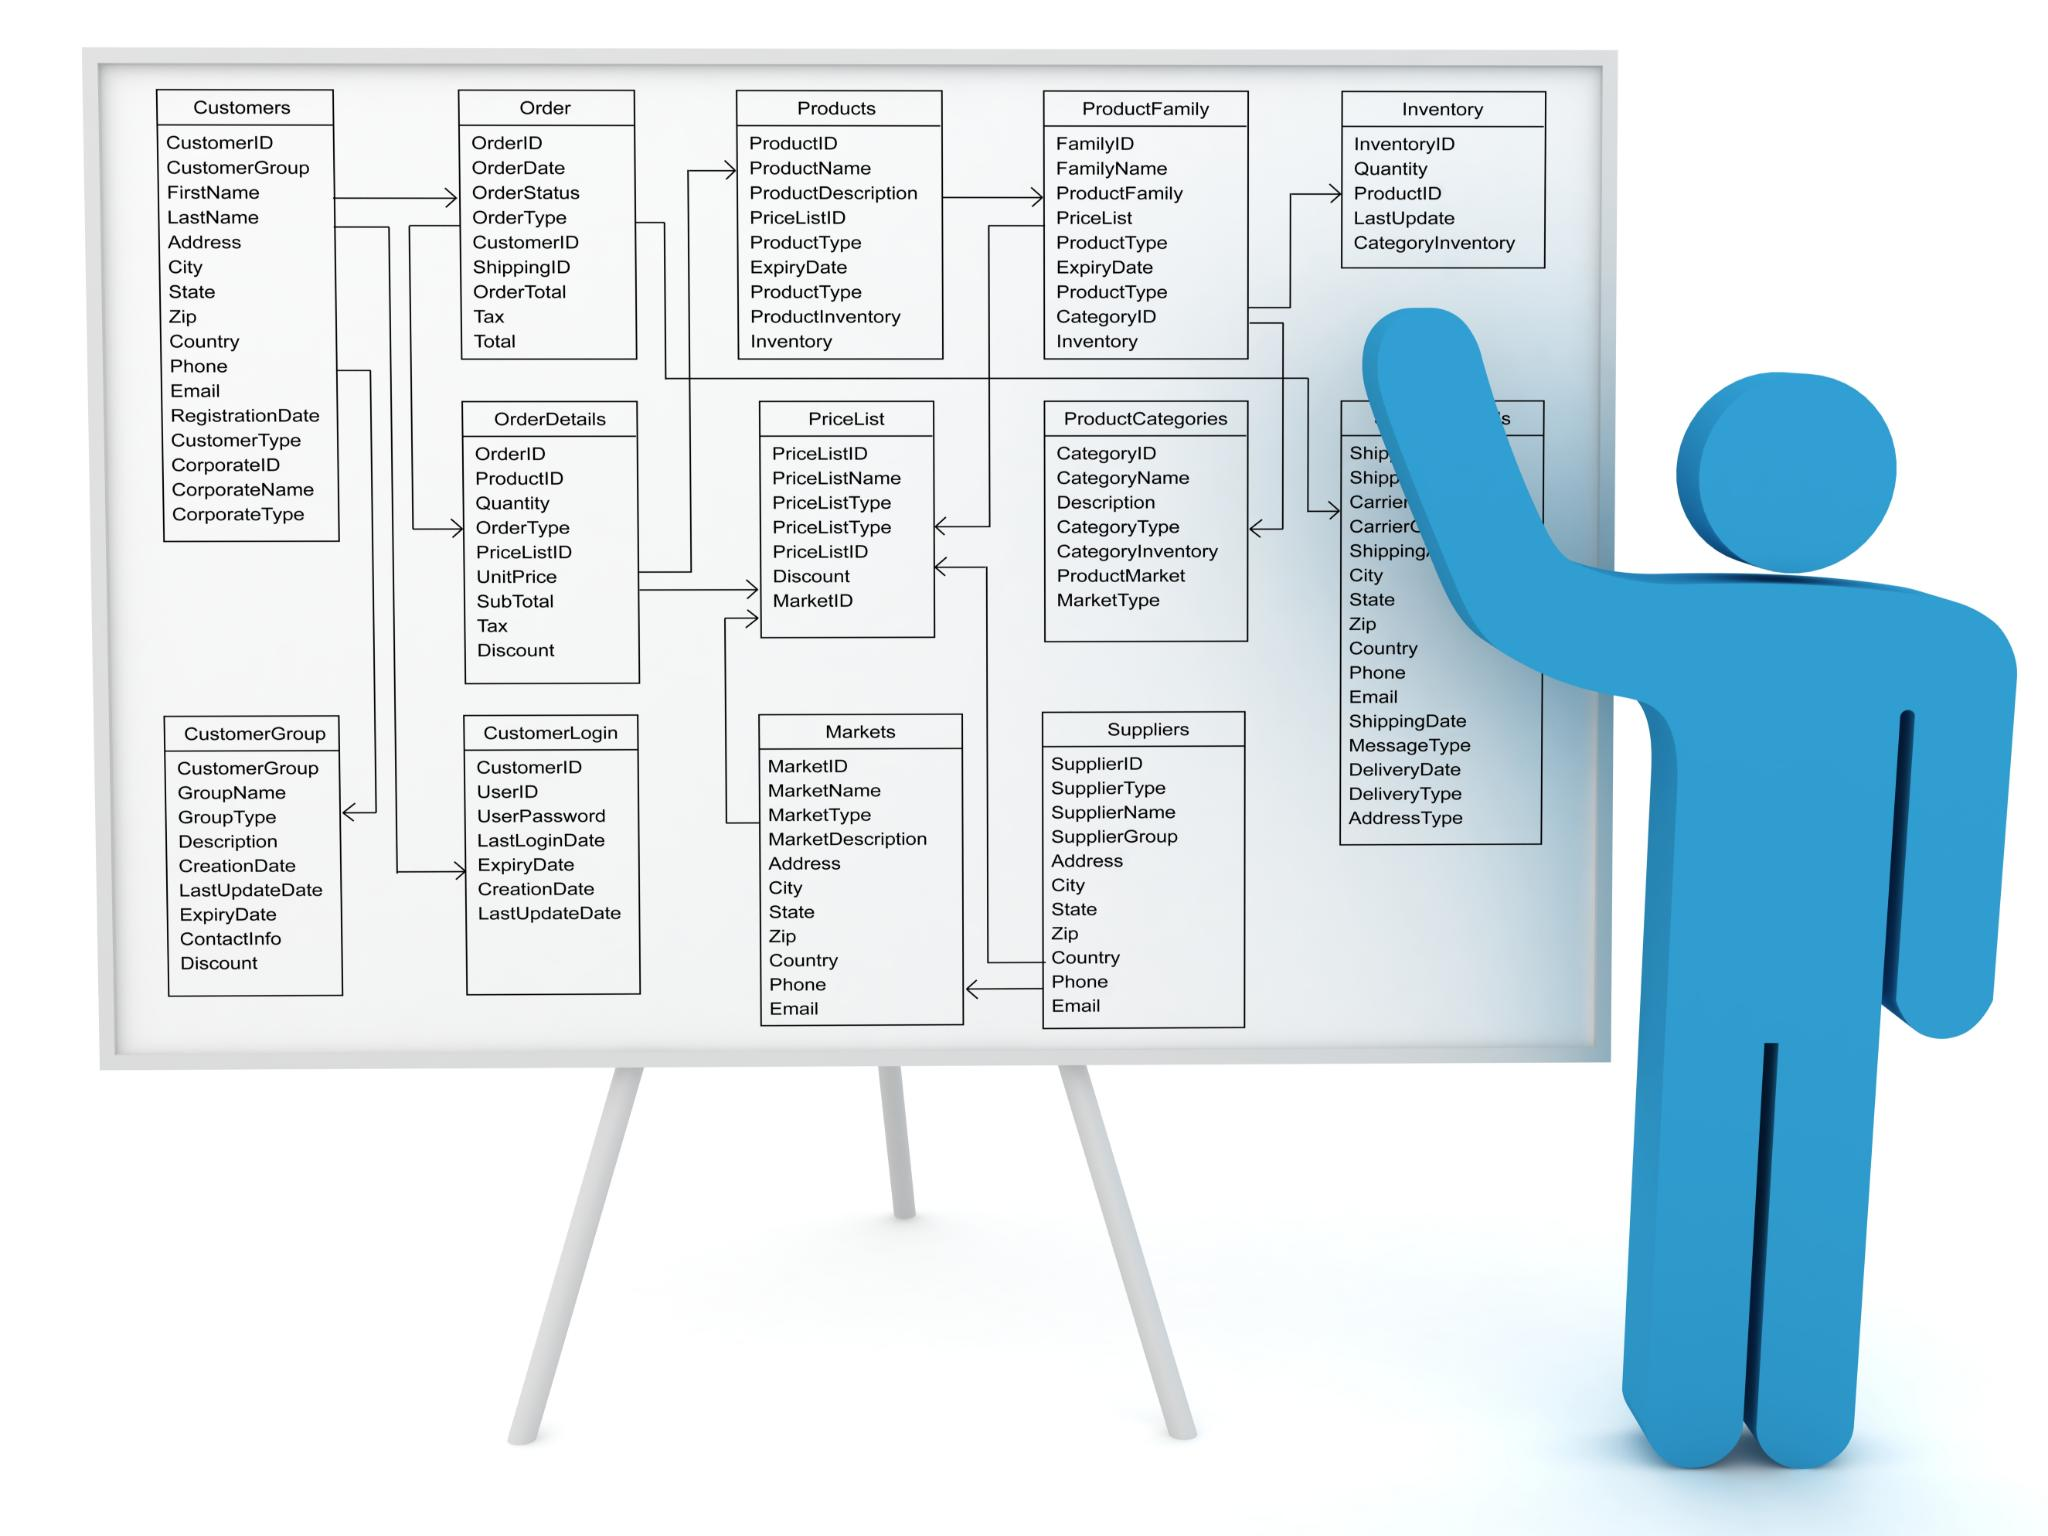 Customers
CustomerID
CustomerGroup
FirstName
LastName
Address
City
State
Zip
Country
Phone
Email
RegistrationDate
CustomerType
CorporateID
CorporateName
CorporateType
Order
OrderID
OrderDate
OrderStatus
OrderType
CustomerID
ShippingID
OrderTotal
Tax
Total
Products
ProductID
ProductName
ProductDescription
PriceListID
ProductType
ExpiryDate
ProductType
ProductInventory
Inventory
ProductFamily
FamilyID
FamilyName
ProductFamily
PriceList
ProductType
ExpiryDate
ProductType
CategoryID
Inventory
Inventory
InventoryID
Quantity
ProductID
LastUpdate
CategoryInventory
OrderDetails
OrderID
ProductID
Quantity
OrderType
PriceListID
UnitPrice
SubTotal
Tax
Discount
PriceList
PriceListID
PriceListName
PriceListType
PriceListType
PriceListID
Discount
MarketID
ProductCategories
CategoryID
CategoryName
Description
CategoryType
CategoryInventory
ProductMarket
MarketType
City
State
Zip
Country
Phone
Email
ShippingDate
MessageType
DeliveryDate
DeliveryType
AddressType
CustomerGroup
CustomerGroup
GroupName
GroupType
Description
CreationDate
LastUpdateDate
ExpiryDate
ContactInfo
Discount
CustomerLogin
CustomerID
UserID
UserPassword
LastLoginDate
ExpiryDate
CreationDate
LastUpdateDate
Markets
MarketID
MarketName
MarketType
MarketDescription
Address
City
State
Zip
Country
Phone
Email
Suppliers
SupplierID
SupplierType
SupplierName
SupplierGroup
Address
City
State
Zip
Country
Phone
Email